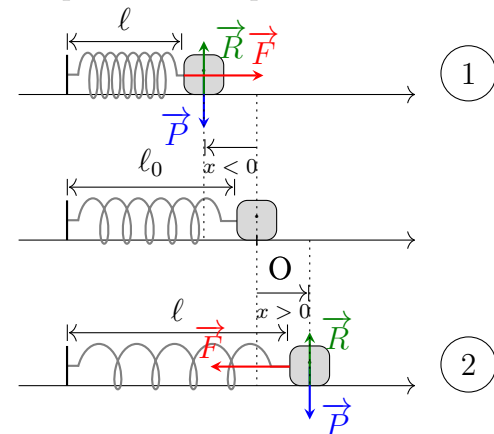 ℓ
R⃗ F⃗
1
P⃗
x < 0
ℓ₀
O
x > 0
ℓ
F⃗ R⃗
2
P⃗